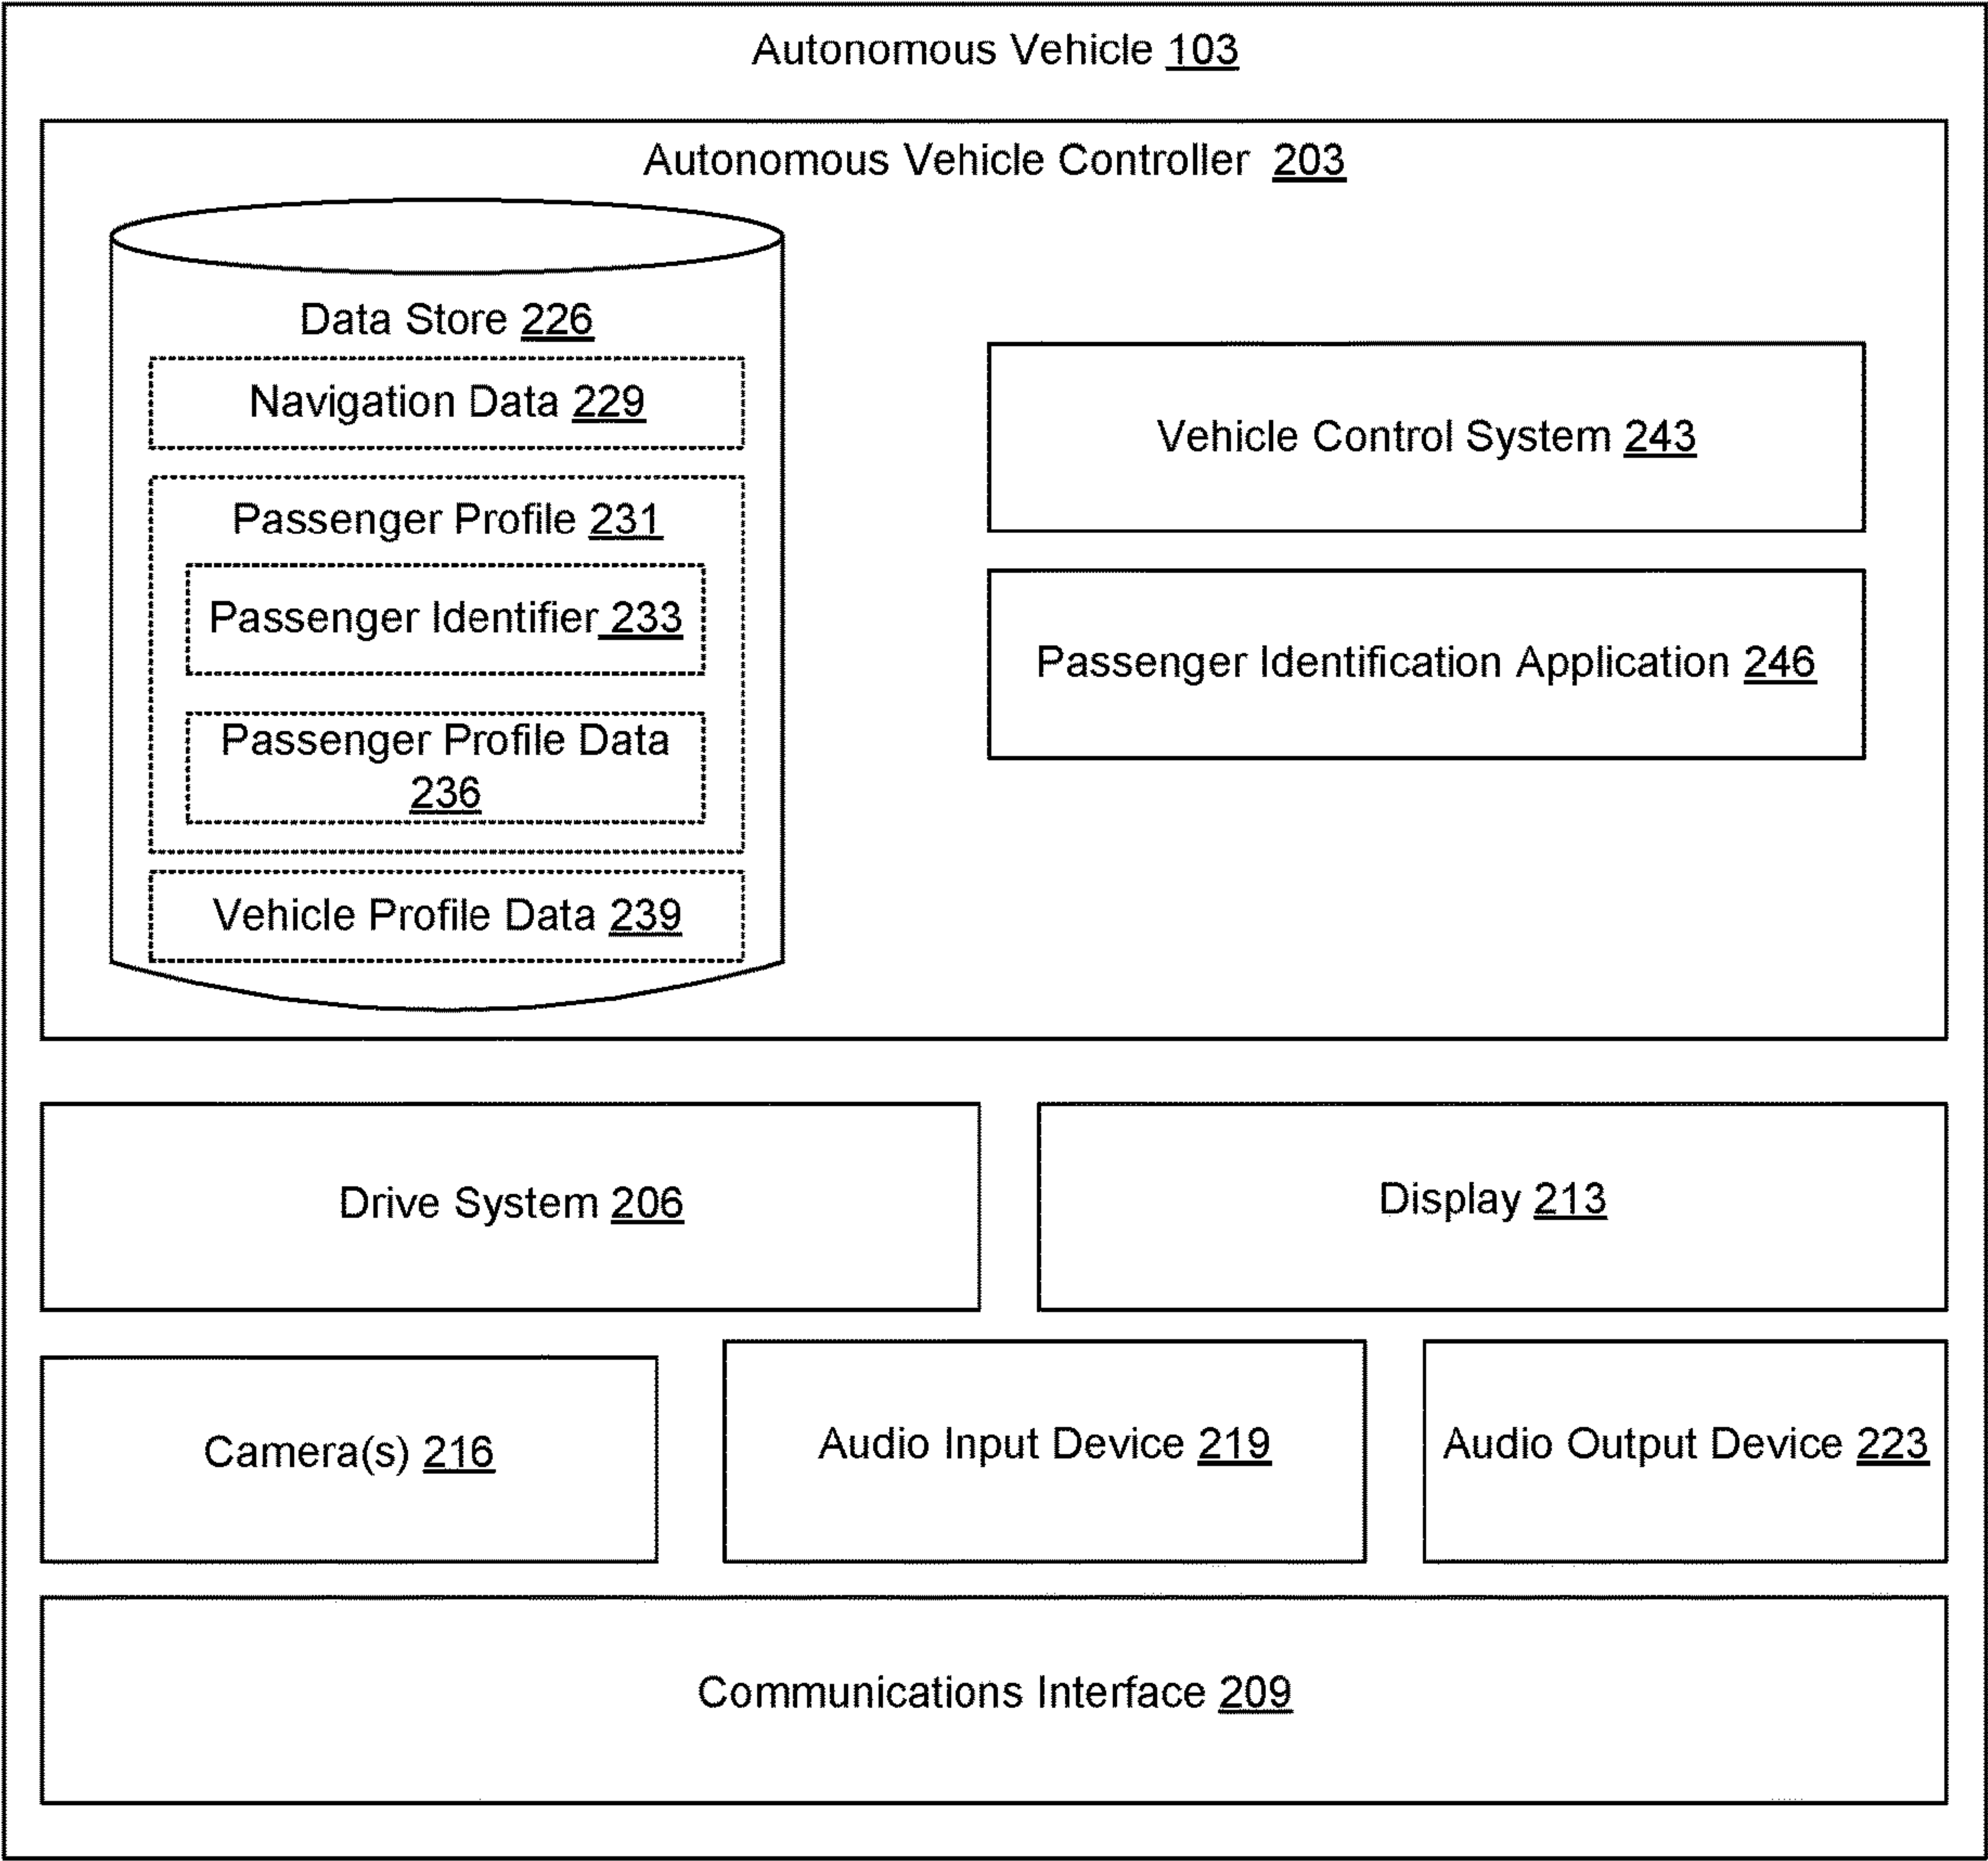 Autonomous Vehicle 103
Autonomous Vehicle Controller 203
Data Store 226
Navigation Data 229
Passenger Profile 231
Passenger Identifier 233
Passenger Profile Data
236
Vehicle Profile Data 239
Vehicle Control System 243
Passenger Identification Application 246
Drive System 206
Display 213
Camera(s) 216
Audio Input Device 219
Audio Output Device 223
Communications Interface 209